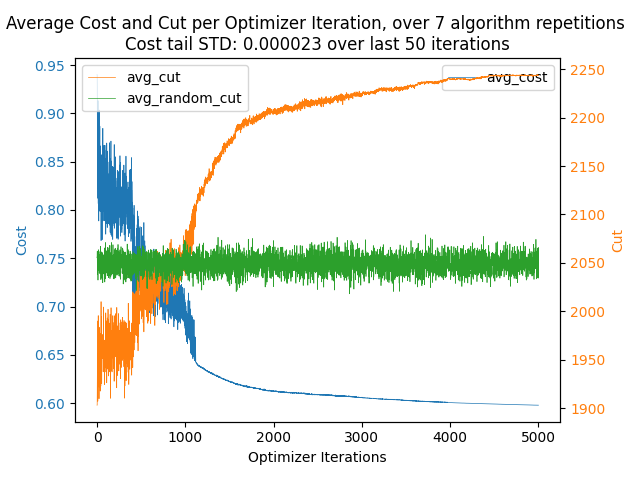 Average Cost and Cut per Optimizer Iteration, over 7 algorithm repetitions
Cost tail STD: 0.000023 over last 50 iterations
avg_cut
avg_random_cut
avg_cost
0.95
0.90
0.85
0.80
0.75
0.70
0.65
0.60
Cost
2250
2200
2150
2100
2050
2000
1950
1900
Cut
0 1000 2000 3000 4000 5000
Optimizer Iterations